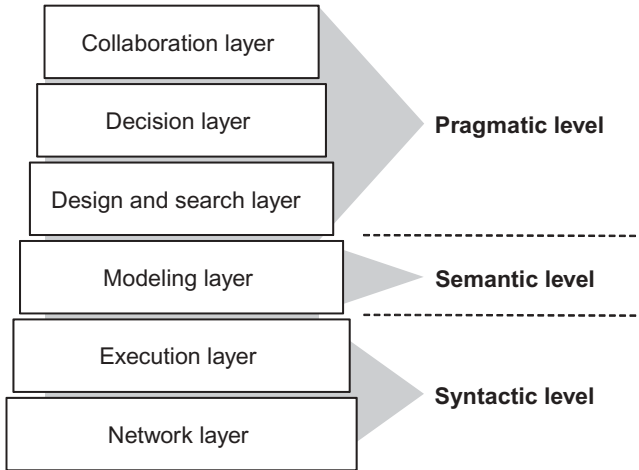 Collaboration layer
Decision layer
Pragmatic level
Design and search layer
Modeling layer
Semantic level
Execution layer
Syntactic level
Network layer